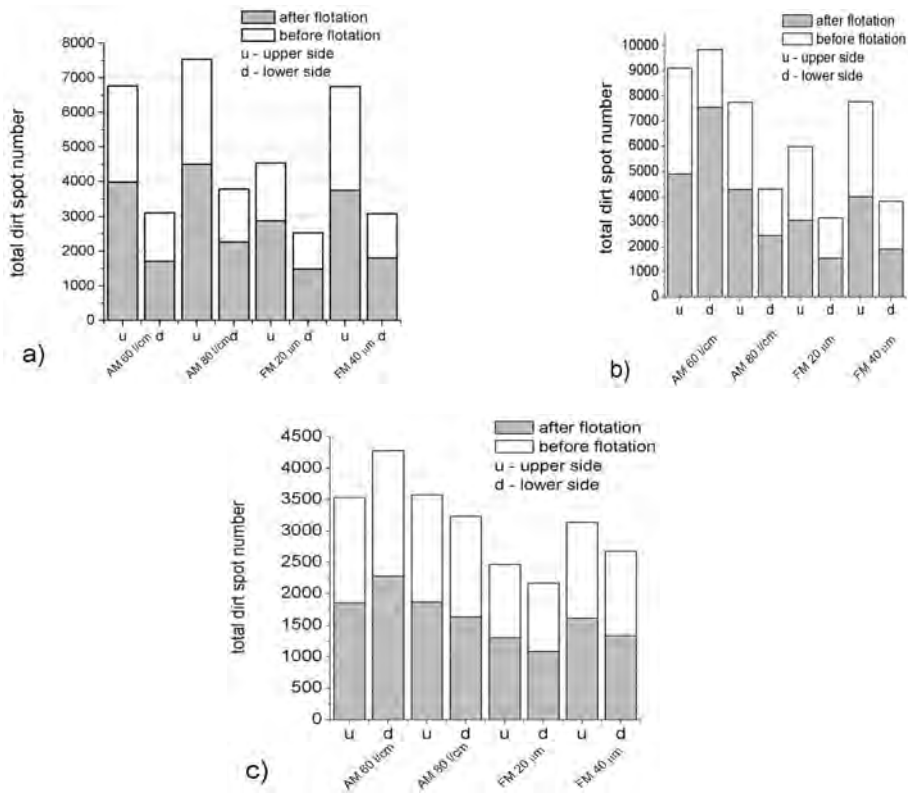 after flotation
before flotation
u - upper side
d - lower side
8000
7000
6000
5000
4000
3000
2000
1000
0
total dirt spot number
u d u d u d u d
AM 60 l/cm AM 80 l/cm FM 20 µm FM 40 µm
a)
after flotation
before flotation
u - upper side
d - lower side
10000
9000
8000
7000
6000
5000
4000
3000
2000
1000
0
total dirt spot number
u d u d u d u d
AM 60 l/cm AM 80 l/cm FM 20 µm FM 40 µm
b)
after flotation
before flotation
u - upper side
d - lower side
4500
4000
3500
3000
2500
2000
1500
1000
500
0
total dirt spot number
u d u d u d u d
AM 60 l/cm AM 80 l/cm FM 20 µm FM 40 µm
c)